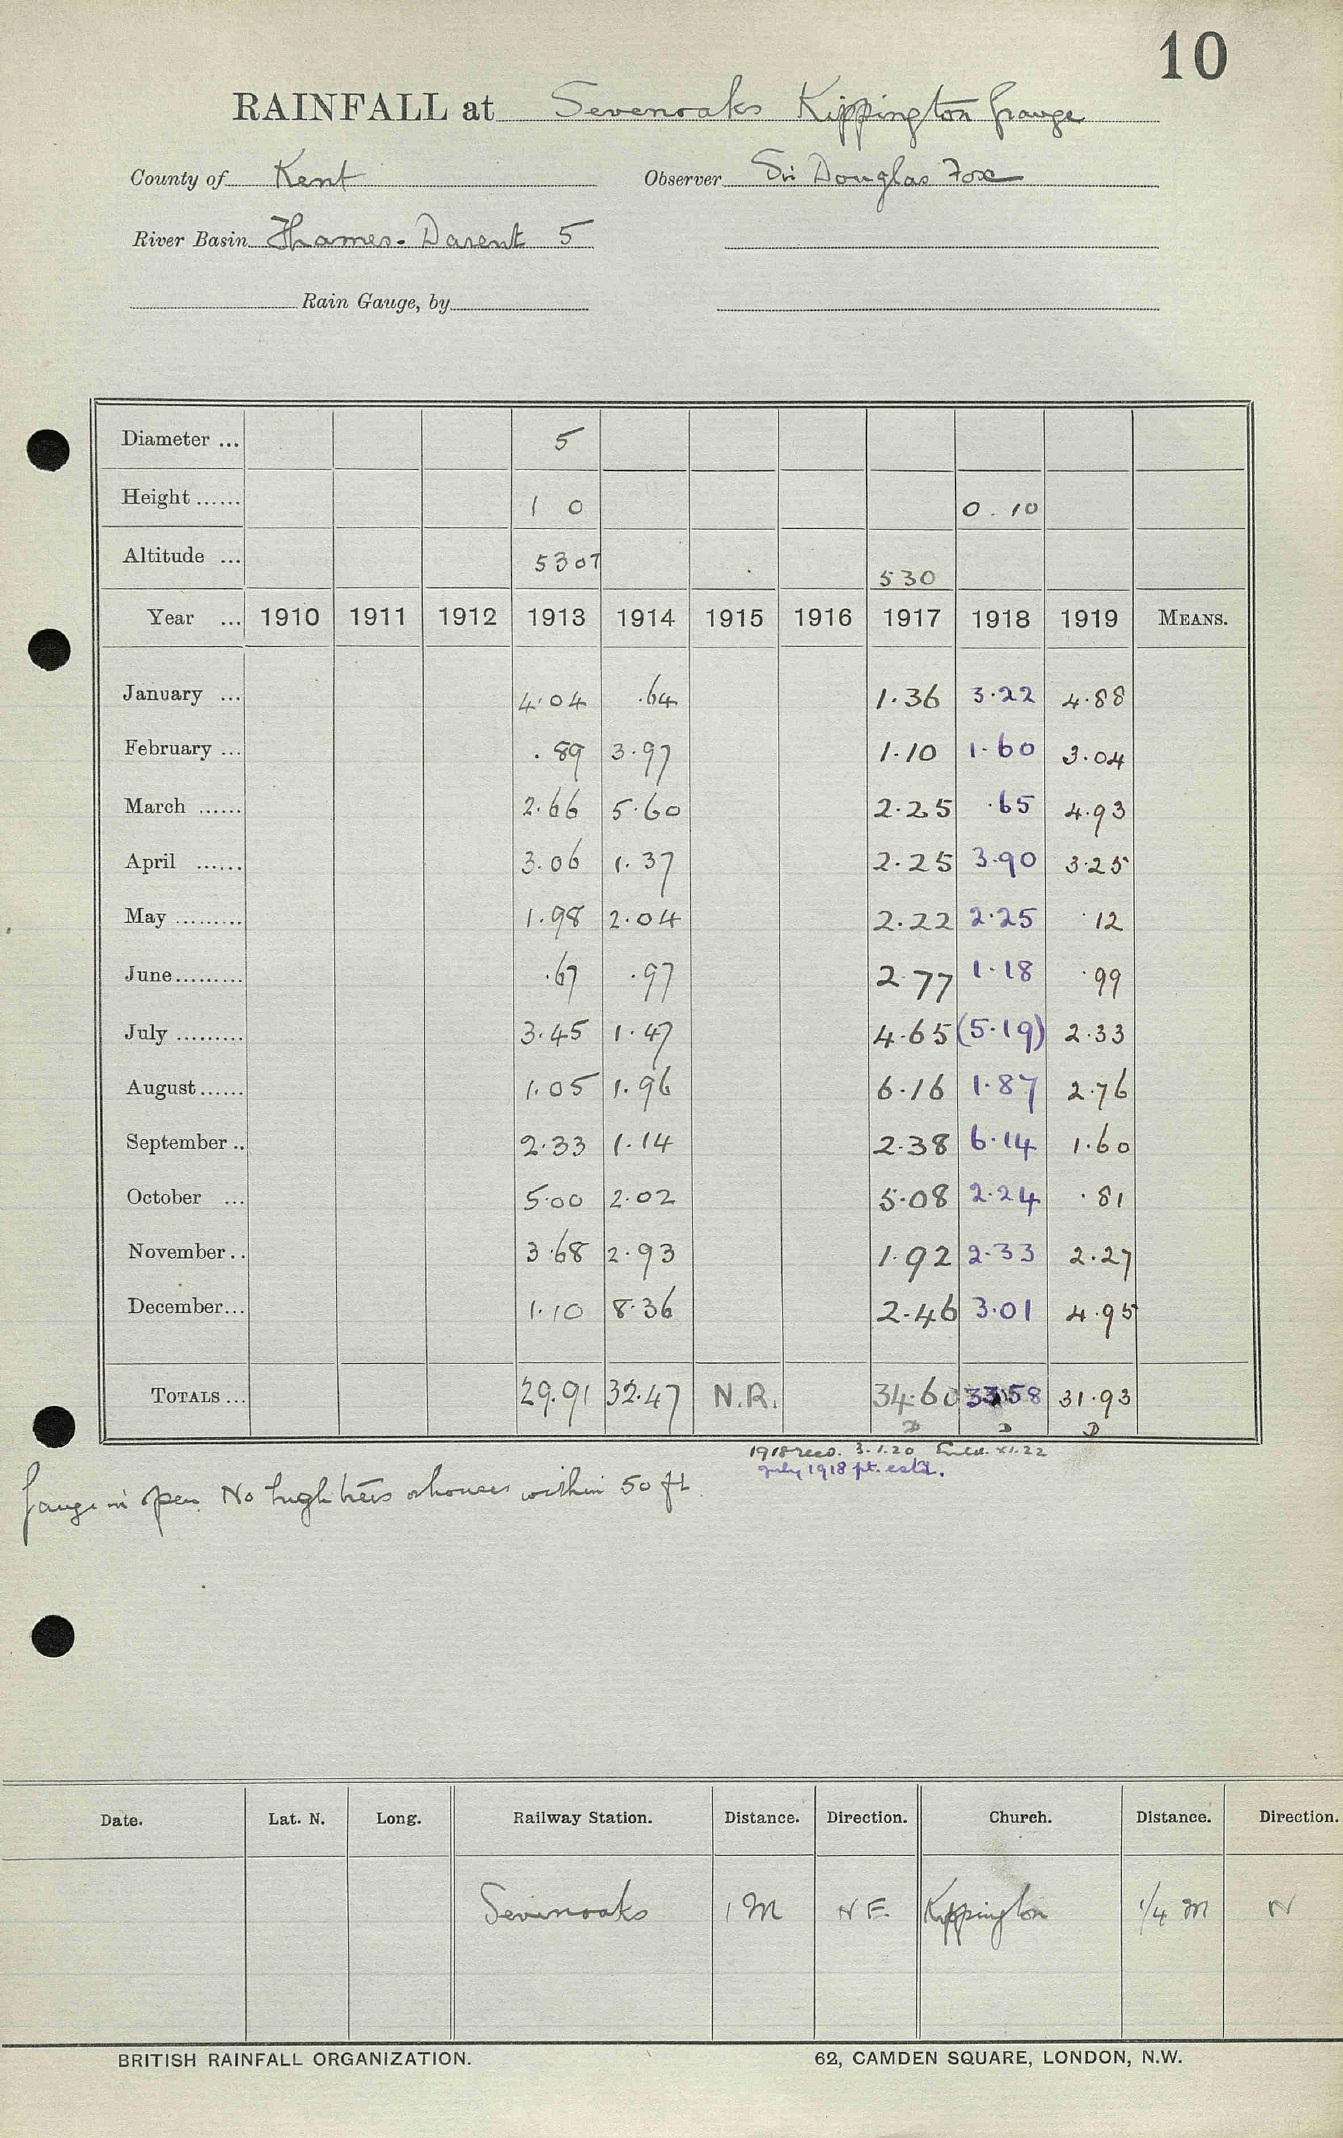 10
RAINFALL at Sevenoaks Kippington Grange
County of Kent Observer Sir Douglas Fox
River Basin Thames - Darent 5
Rain Gauge, by
Diameter ... 5
Height ...... 1 0 0.10
Altitude ... 530T 530
Year ... 1910 1911 1912 1913 1914 1915 1916 1917 1918 1919 MEANS.
January ... 4.04 .64 1.36 3.22 4.88
February ... .89 3.97 1.10 1.60 3.04
March ...... 2.66 5.60 2.25 .65 4.93
April ...... 3.06 1.37 2.25 3.90 3.25
May ......... 1.98 2.04 2.22 2.25 .12
June ......... .67 .97 2.77 1.18 .99
July ......... 3.45 1.47 4.65 (5.19) 2.33
August ...... 1.05 1.96 6.16 1.87 2.76
September .. 2.33 1.14 2.38 6.14 1.60
October ... 5.00 2.02 5.08 2.24 .81
November .. 3.68 2.93 1.92 2.33 2.27
December ... 1.10 8.36 2.46 3.01 4.95
TOTALS ... 29.91 32.47 N.R. 34.60 33.58 31.93
D D D
1918 recd. 3.1.20 XI.22
July 1918 pt. estd.
Gauge in open. No high trees or houses within 50 ft.
Date. Lat. N. Long. Railway Station. Distance. Direction. Church. Distance. Direction.
Sevenoaks 1 M N E. Kippington 1/4 M N
BRITISH RAINFALL ORGANIZATION. 62, CAMDEN SQUARE, LONDON, N.W.